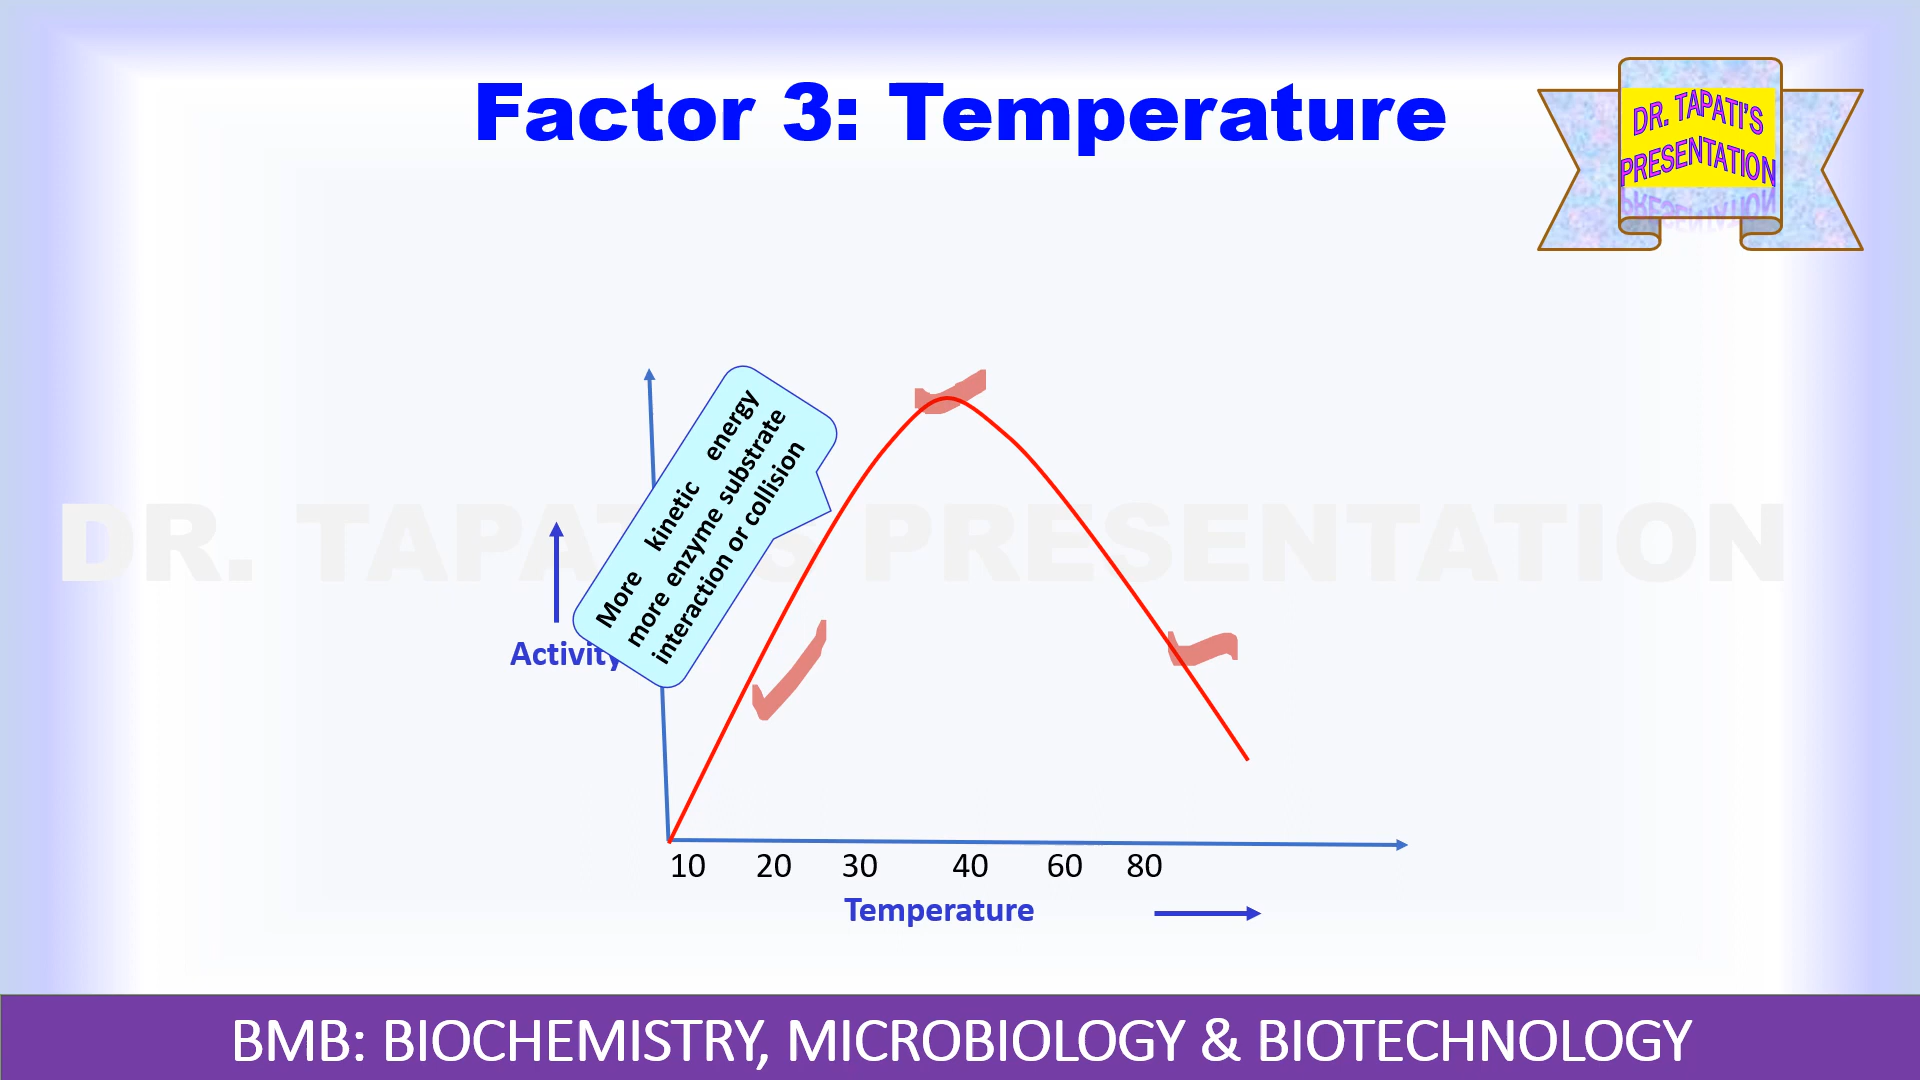 Factor 3: Temperature
DR. TAPATI'S
PRESENTATION
DR. TAPATI'S PRESENTATION
More kinetic energy
more enzyme substrate
interaction or collision
Activity
10 20 30 40 60 80
Temperature
BMB: BIOCHEMISTRY, MICROBIOLOGY & BIOTECHNOLOGY